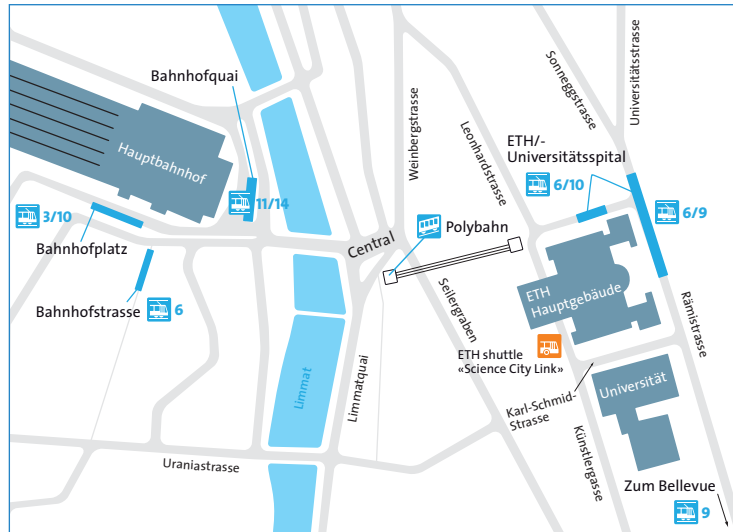 Bahnhofquai
Hauptbahnhof
3/10
Bahnhofplatz
Bahnhofstrasse
6
11/14
Central
Polybahn
Weinbergstrasse
Leonhardstrasse
Sonneggstrasse
Universitätsstrasse
ETH/-
Universitätsspital
6/10
6/9
ETH
Hauptgebäude
Rämistrasse
Seilergraben
Limmatquai
Limmat
ETH shuttle
«Science City Link»
Karl-Schmid-
Strasse
Universität
Künstlergasse
Uraniastrasse
Zum Bellevue
9